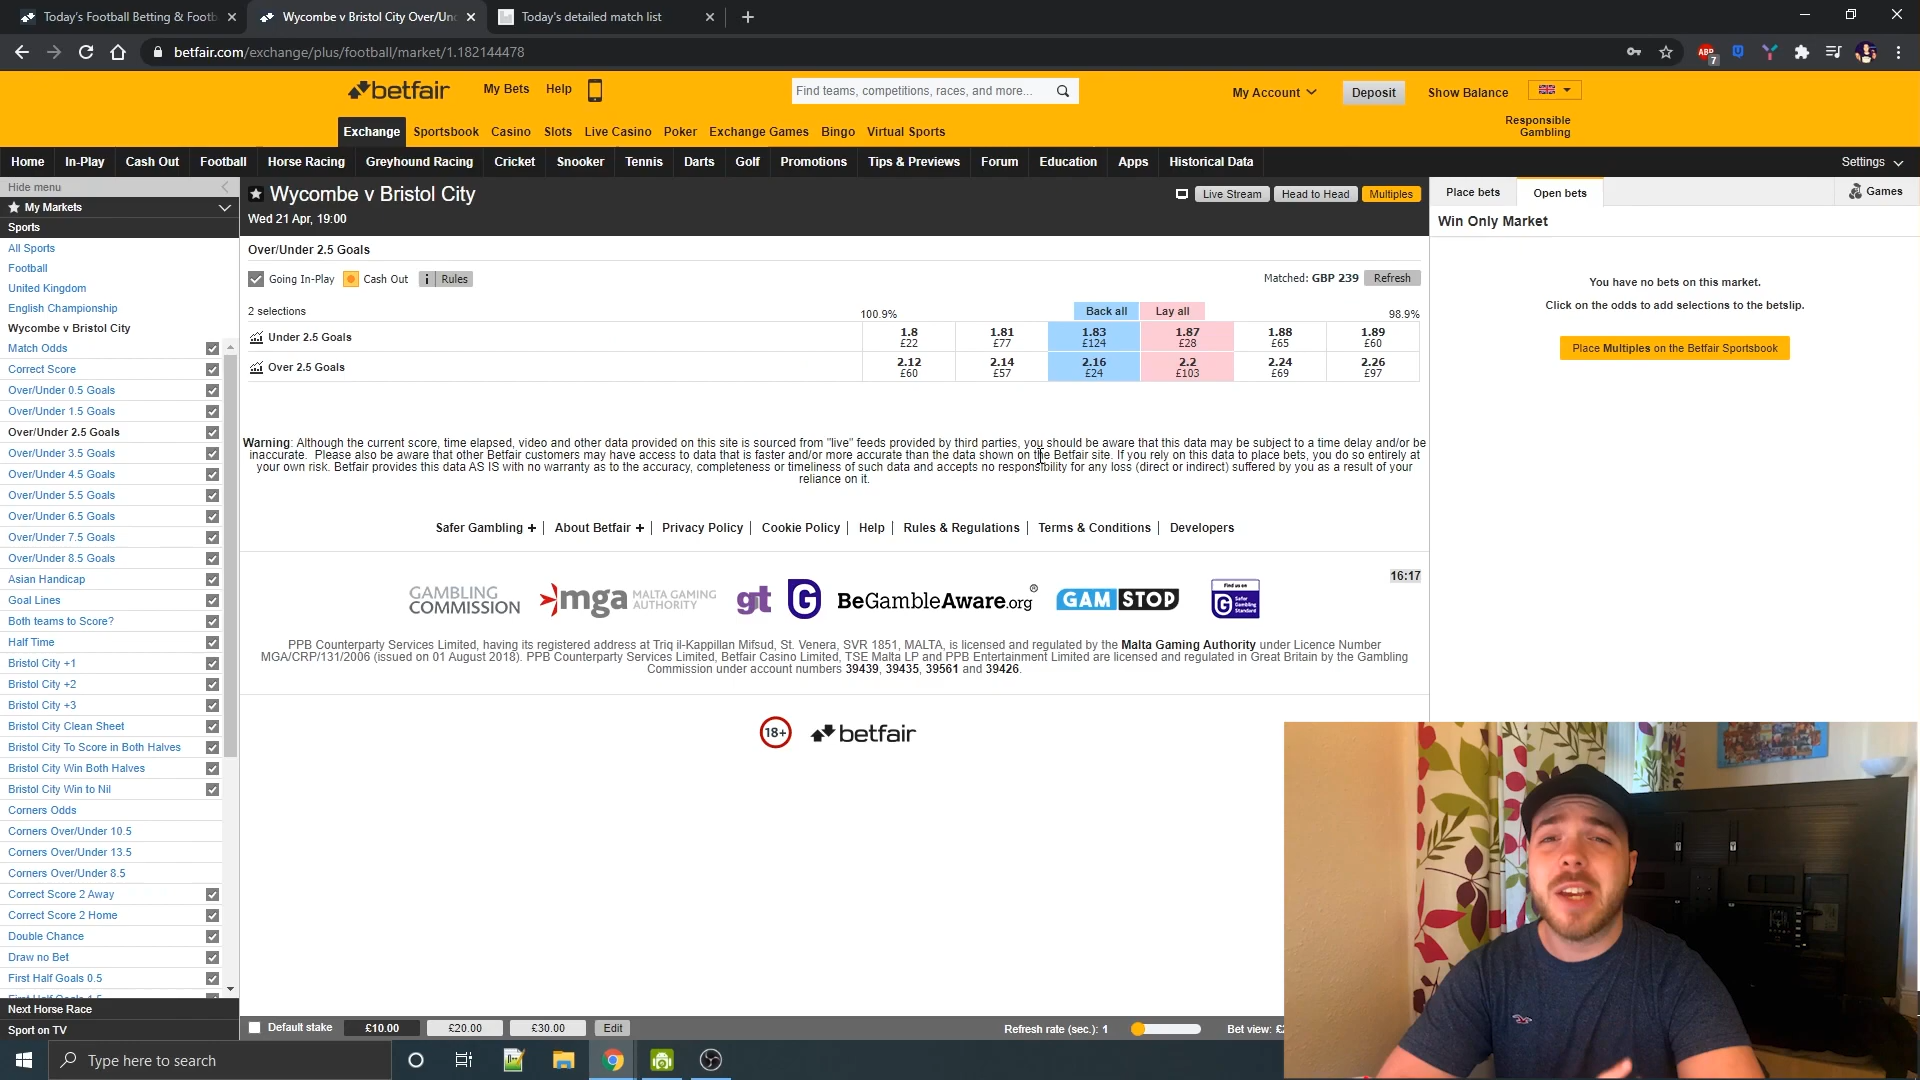 Today's Football Betting & Footb
Wycombe v Bristol City Over/Un
Today's detailed match list
betfair.com/exchange/plus/football/market/1.182144478
ABP
7
betfair
My Bets
Help
Find teams, competitions, races, and more...
My Account
Deposit
Show Balance
Responsible
Gambling
Exchange
Sportsbook
Casino
Slots
Live Casino
Poker
Exchange Games
Bingo
Virtual Sports
Home
In-Play
Cash Out
Football
Horse Racing
Greyhound Racing
Cricket
Snooker
Tennis
Darts
Golf
Promotions
Tips & Previews
Forum
Education
Apps
Historical Data
Settings
Hide menu
My Markets
Sports
All Sports
Football
United Kingdom
English Championship
Wycombe v Bristol City
Match Odds
Correct Score
Over/Under 0.5 Goals
Over/Under 1.5 Goals
Over/Under 2.5 Goals
Over/Under 3.5 Goals
Over/Under 4.5 Goals
Over/Under 5.5 Goals
Over/Under 6.5 Goals
Over/Under 7.5 Goals
Over/Under 8.5 Goals
Asian Handicap
Goal Lines
Both teams to Score?
Half Time
Bristol City +1
Bristol City +2
Bristol City +3
Bristol City Clean Sheet
Bristol City To Score in Both Halves
Bristol City Win Both Halves
Bristol City Win to Nil
Corners Odds
Corners Over/Under 10.5
Corners Over/Under 13.5
Corners Over/Under 8.5
Correct Score 2 Away
Correct Score 2 Home
Double Chance
Draw no Bet
First Half Goals 0.5
First Half Goals 1.5
Next Horse Race
Sport on TV
Wycombe v Bristol City
Wed 21 Apr, 19:00
Live Stream
Head to Head
Multiples
Over/Under 2.5 Goals
Going In-Play
Cash Out
i
Rules
Matched: GBP 239
Refresh
2 selections
100.9%
Back all
Lay all
98.9%
Under 2.5 Goals
1.8
£22
1.81
£77
1.83
£124
1.87
£28
1.88
£65
1.89
£60
Over 2.5 Goals
2.12
£60
2.14
£57
2.16
£24
2.2
£103
2.24
£69
2.26
£97
Warning: Although the current score, time elapsed, video and other data provided on this site is sourced from "live" feeds provided by third parties, you should be aware that this data may be subject to a time delay and/or be
inaccurate. Please also be aware that other Betfair customers may have access to data that is faster and/or more accurate than the data shown on the Betfair site. If you rely on this data to place bets, you do so entirely at
your own risk. Betfair provides this data AS IS with no warranty as to the accuracy, completeness or timeliness of such data and accepts no responsibility for any loss (direct or indirect) suffered by you as a result of your
reliance on it.
Safer Gambling +
About Betfair +
Privacy Policy
Cookie Policy
Help
Rules & Regulations
Terms & Conditions
Developers
16:17
GAMBLING
COMMISSION
mga
MALTA GAMING
AUTHORITY
gt
G
BeGambleAware.org®
GAMSTOP
Find us on
G
Safer
Gambling
Standard
PPB Counterparty Services Limited, having its registered address at Triq il-Kappillan Mifsud, St. Venera, SVR 1851, MALTA, is licensed and regulated by the Malta Gaming Authority under Licence Number
MGA/CRP/131/2006 (issued on 01 August 2018). PPB Counterparty Services Limited, Betfair Casino Limited, TSE Malta LP and PPB Entertainment Limited are licensed and regulated in Great Britain by the Gambling
Commission under account numbers 39439, 39435, 39561 and 39426.
18+
betfair
Place bets
Open bets
Games
Win Only Market
You have no bets on this market.
Click on the odds to add selections to the betslip.
Place Multiples on the Betfair Sportsbook
Default stake
£10.00
£20.00
£30.00
Edit
Refresh rate (sec.): 1
Bet view:
Type here to search